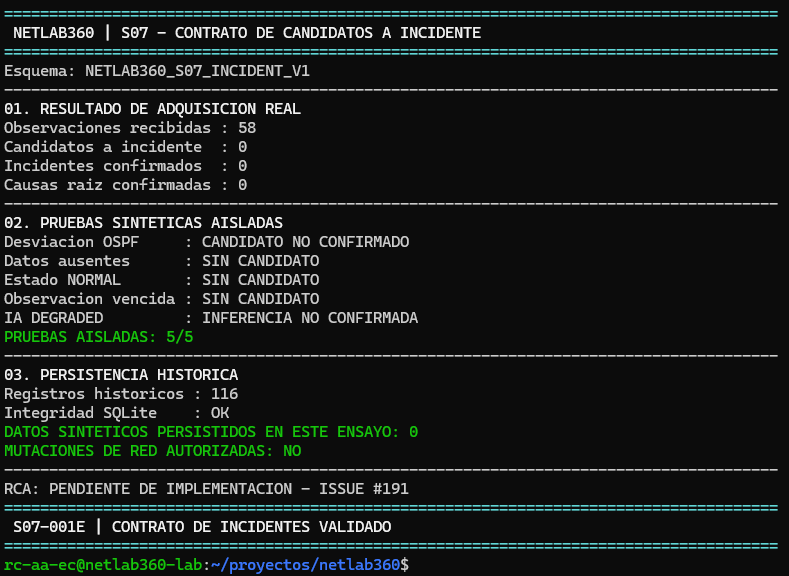 NETLAB360 | S07 - CONTRATO DE CANDIDATOS A INCIDENTE
Esquema: NETLAB360_S07_INCIDENT_V1
01. RESULTADO DE ADQUISICION REAL
Observaciones recibidas : 58
Candidatos a incidente  : 0
Incidentes confirmados  : 0
Causas raiz confirmadas : 0
02. PRUEBAS SINTETICAS AISLADAS
Desviacion OSPF     : CANDIDATO NO CONFIRMADO
Datos ausentes      : SIN CANDIDATO
Estado NORMAL       : SIN CANDIDATO
Observacion vencida : SIN CANDIDATO
IA DEGRADED         : INFERENCIA NO CONFIRMADA
PRUEBAS AISLADAS: 5/5
03. PERSISTENCIA HISTORICA
Registros historicos : 116
Integridad SQLite    : OK
DATOS SINTETICOS PERSISTIDOS EN ESTE ENSAYO: 0
MUTACIONES DE RED AUTORIZADAS: NO
RCA: PENDIENTE DE IMPLEMENTACION - ISSUE #191
S07-001E | CONTRATO DE INCIDENTES VALIDADO
rc-aa-ec@netlab360-lab:~/proyectos/netlab360$